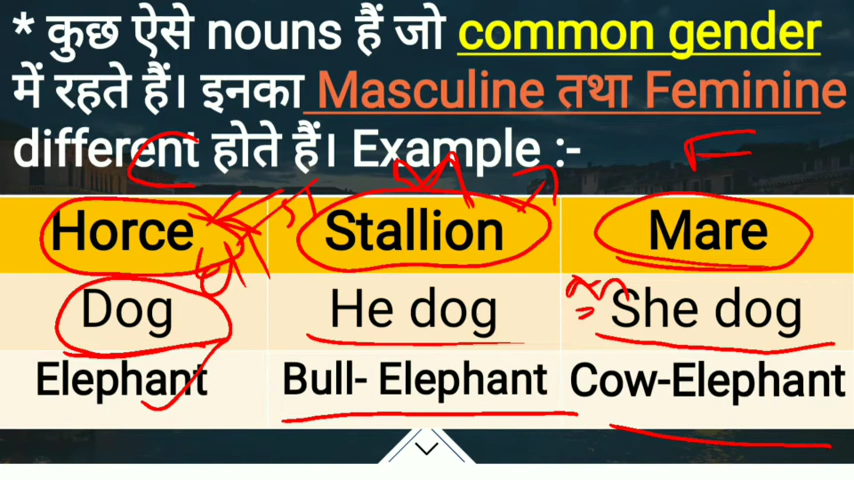 * कुछ ऐसे nouns हैं जो common gender
में रहते हैं। इनका Masculine तथा Feminine
different होते हैं। Example :-
Horce Stallion Mare
Dog He dog She dog
Elephant Bull- Elephant Cow-Elephant